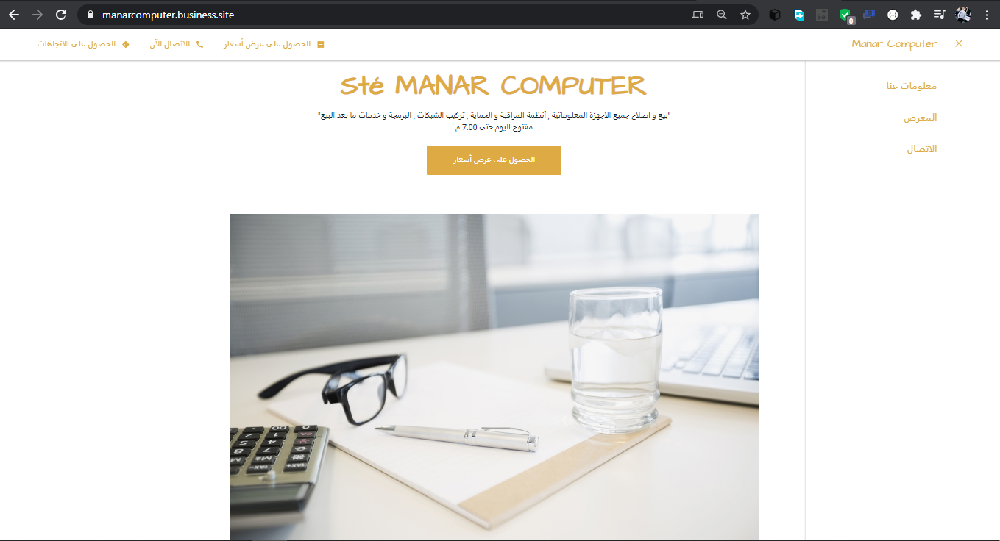 manarcomputer.business.site
0
Manar Computer
الحصول على عرض أسعار
الاتصال الآن
الحصول على الاتجاهات
معلومات عنا
المعرض
الاتصال
Sté MANAR COMPUTER
"بيع و اصلاح جميع الاجهزة المعلوماتية , أنظمة المراقبة و الحماية , تركيب الشبكات , البرمجة و خدمات ما بعد البيع"
مفتوح اليوم حتى 7:00 م
الحصول على عرض أسعار